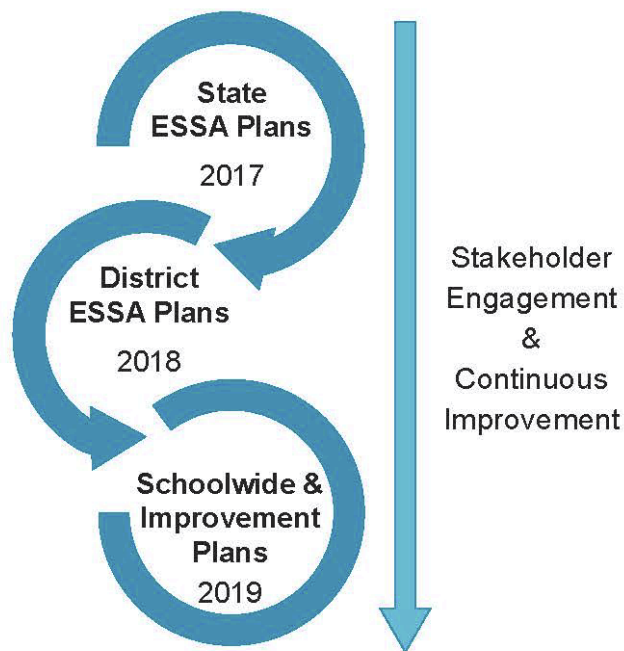 State
ESSA Plans
2017
District
ESSA Plans
2018
Schoolwide &
Improvement
Plans
2019
Stakeholder
Engagement
&
Continuous
Improvement